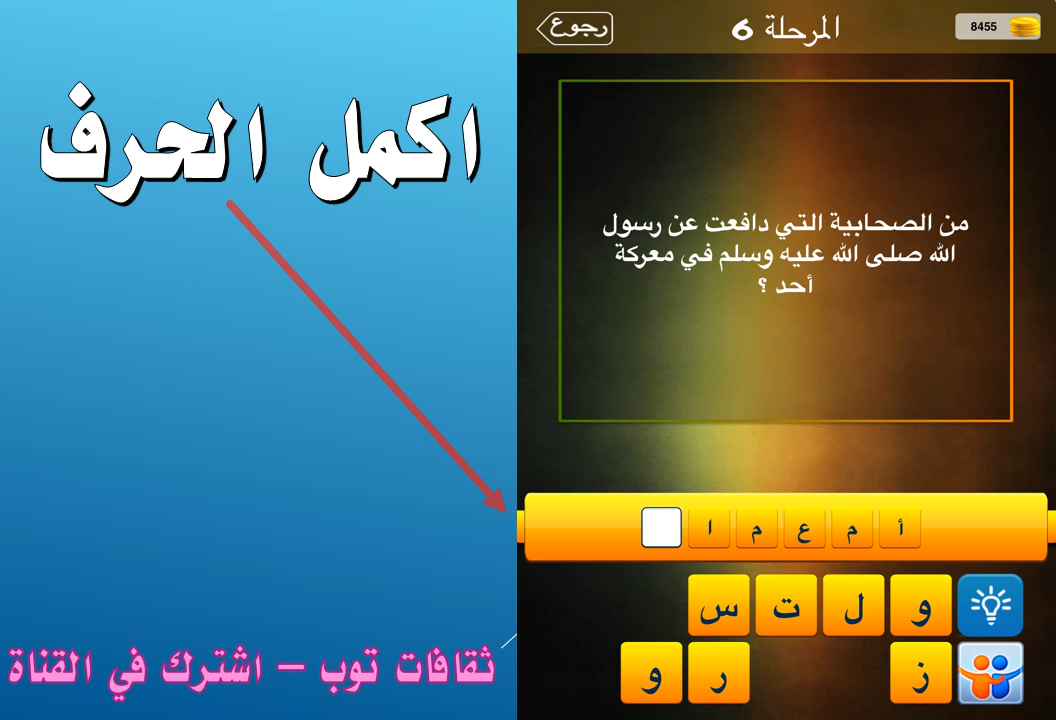 اكمل الحرف
ثقافات توب – اشترك في القناة
رجوع
المرحلة 6
8455
من الصحابية التي دافعت عن رسول
الله صلى الله عليه وسلم في معركة
أحد ؟
أ م ع م ا
و ل ت س
ز ر و